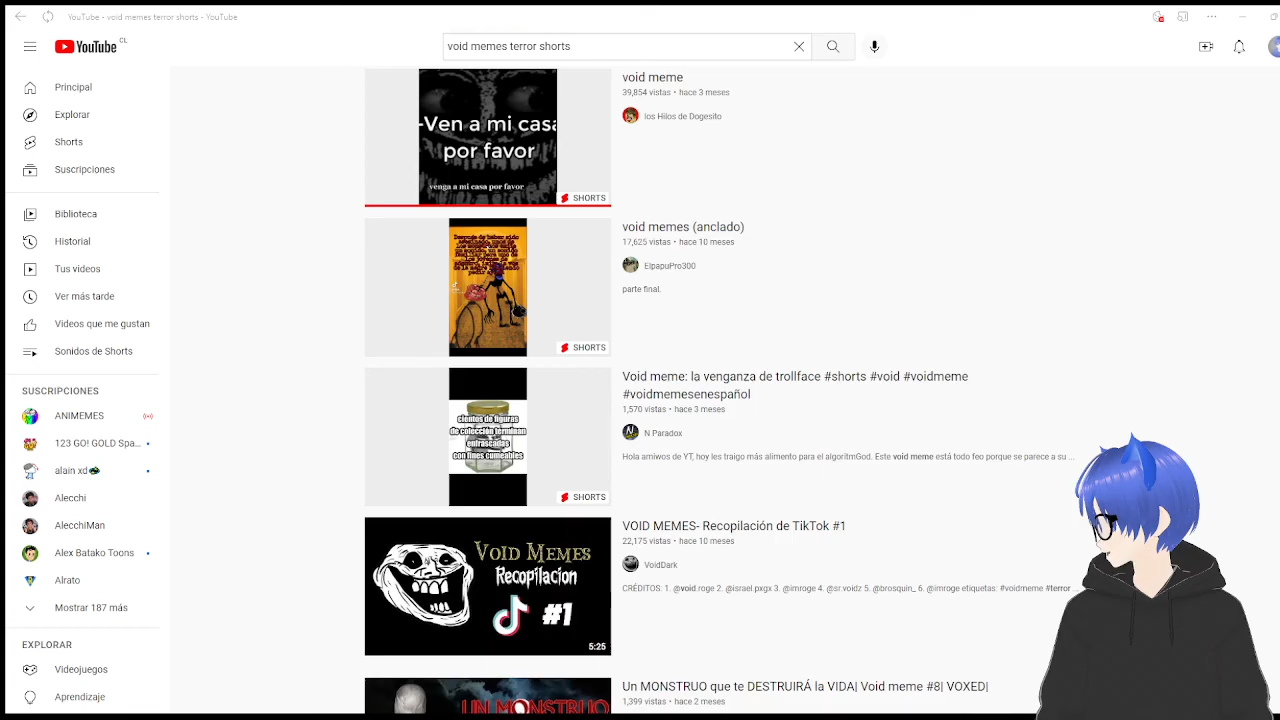 YouTube - void memes terror shorts - YouTube
YouTube CL
void memes terror shorts
Principal
Explorar
Shorts
Suscripciones
Biblioteca
Historial
Tus videos
Ver más tarde
Videos que me gustan
Sonidos de Shorts
SUSCRIPCIONES
ANIMEMES
123 GO! GOLD Spa...
alain xd
Alecchi
AlecchiMan
Alex Batako Toons
Alrato
Mostrar 187 más
EXPLORAR
Videojuegos
Aprendizaje
-Ven a mi casa
por favor
venga a mi casa por favor
SHORTS
void meme
39,854 vistas • hace 3 meses
los Hilos de Dogesito
SHORTS
void memes (anclado)
17,625 vistas • hace 10 meses
ElpapuPro300
parte final.
cientos de figuras
de colección terminan
enfrascadas
con fines cumeables
SHORTS
Void meme: la venganza de trollface #shorts #void #voidmeme
#voidmemesenespañol
1,570 vistas • hace 3 meses
N Paradox
Hola amiwos de YT, hoy les traigo más alimento para el algoritmGod. Este void meme está todo feo porque se parece a su ...
VOID MEMES
Recopilacion
#1
5:25
VOID MEMES- Recopilación de TikTok #1
22,175 vistas • hace 10 meses
VoidDark
CRÉDITOS: 1. @void.roge 2. @israel.pxgx 3. @imroge 4. @sr.voidz 5. @brosquin_ 6. @imroge etiquetas: #voidmeme #terror ...
UN MONSTRUO
Un MONSTRUO que te DESTRUIRÁ la VIDA| Void meme #8| VOXED|
1,399 vistas • hace 2 meses